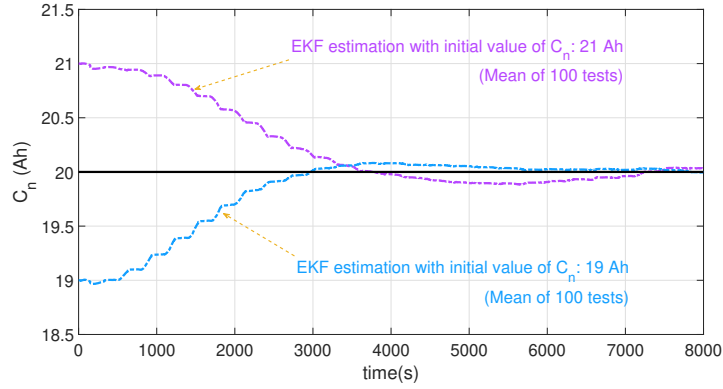 21.5
EKF estimation with initial value of C_n: 21 Ah
(Mean of 100 tests)
21
20.5
C_n (Ah)
20
19.5
EKF estimation with initial value of C_n: 19 Ah
(Mean of 100 tests)
19
18.5
0 1000 2000 3000 4000 5000 6000 7000 8000
time(s)